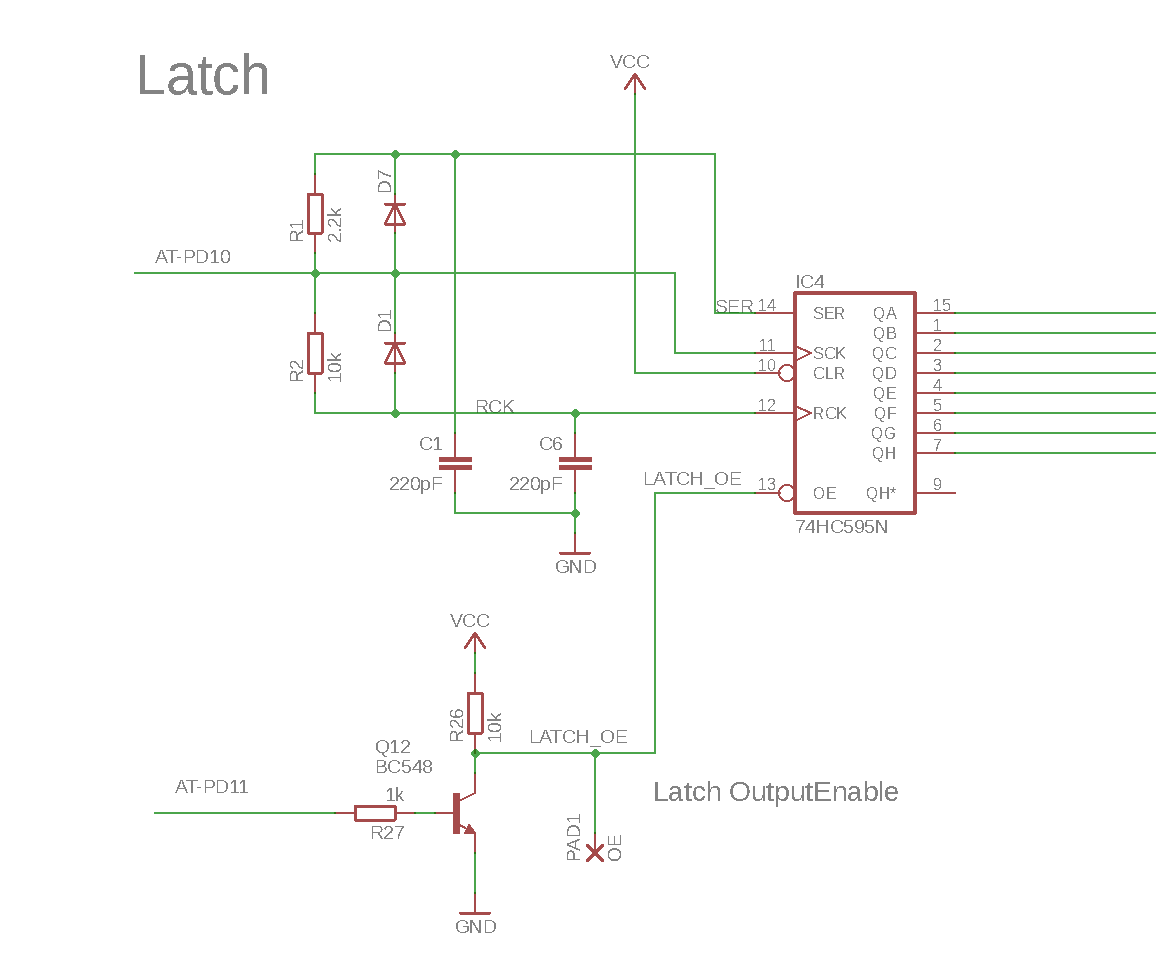 Latch
VCC
D7
R1
2.2k
AT-PD10
D1
R2
10k
IC4
SER 14
SER
QA
15
QB
1
11
SCK
QC
2
10
CLR
QD
3
QE
4
RCK
12
RCK
QF
5
QG
6
QH
7
C1
220pF
C6
220pF
LATCH_OE
13
OE
QH*
9
74HC595N
GND
VCC
R26
10k
LATCH_OE
Q12
BC548
AT-PD11
1k
R27
Latch OutputEnable
PAD1
OE
GND